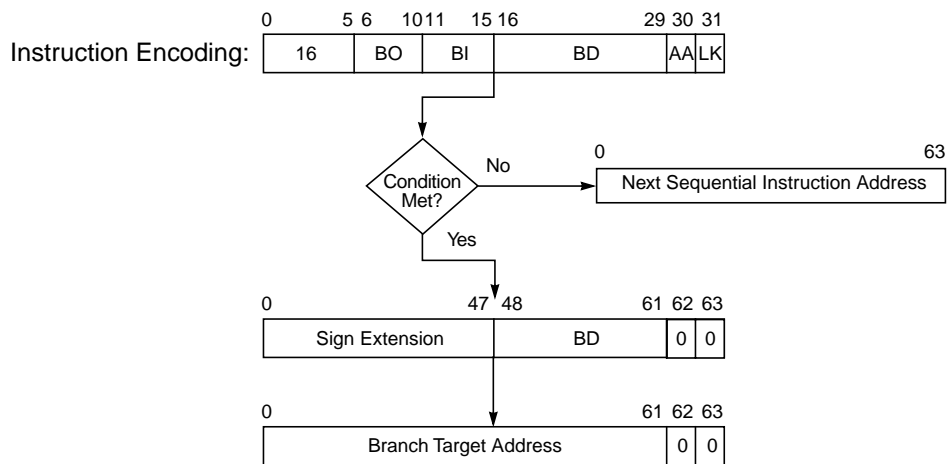 0 5 6 10 11 15 16 29 30 31
Instruction Encoding: 16 BO BI BD AA LK
0 63
Condition Met?
No
Next Sequential Instruction Address
Yes
0 47 48 61 62 63
Sign Extension BD 0 0
0 61 62 63
Branch Target Address 0 0